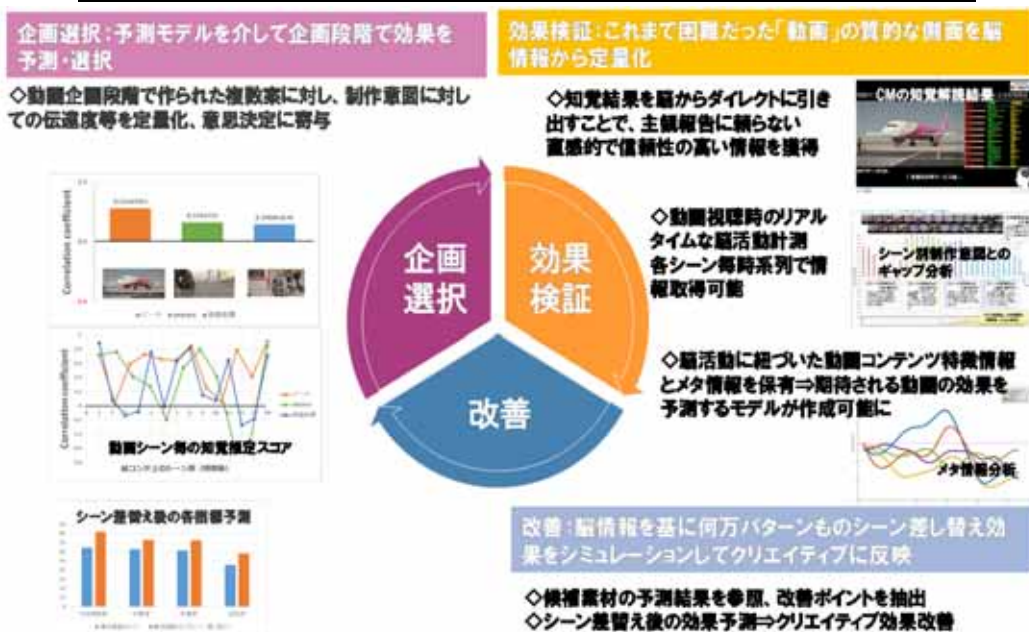 企画選択:予測モデルを介して企画段階で効果を
予測・選択
◇動画企画段階で作られた複数案に対し、制作意図に対し
ての伝達度等を定量化、意思決定に寄与
Correlation coefficient
Correlation coefficient
動画シーン毎の知覚推定スコア
シーン差替え後の各指標予測
企画
選択
効果
検証
改善
効果検証:これまで困難だった「動画」の質的な側面を脳
情報から定量化
◇知覚結果を脳からダイレクトに引き
出すことで、主観報告に頼らない
直感的で信頼性の高い情報を獲得
CMの知覚解読結果
◇動画視聴時のリアル
タイムな脳活動計測
各シーン毎時系列で情
報取得可能
シーン別制作意図との
ギャップ分析
◇脳活動に紐づいた動画コンテンツ特徴情報
とメタ情報を保有⇒期待される動画の効果を
予測するモデルが作成可能に
メタ情報分析
改善:脳情報を基に何万パターンものシーン差し替え効
果をシミュレーションしてクリエイティブに反映
◇候補素材の予測結果を参照、改善ポイントを抽出
◇シーン差替え後の効果予測⇒クリエイティブ効果改善